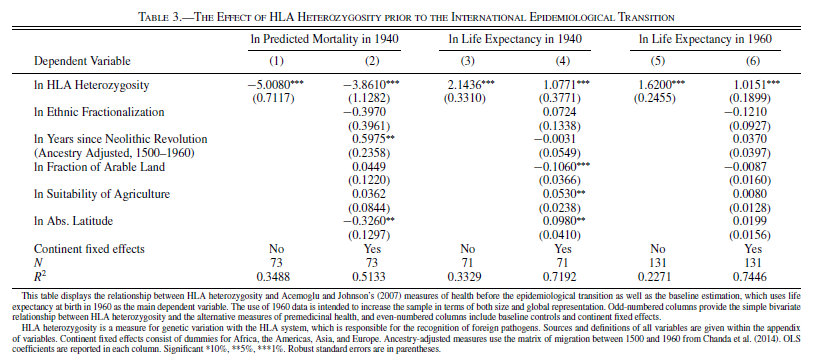 TABLE 3.—THE EFFECT OF HLA HETEROZYGOSITY PRIOR TO THE INTERNATIONAL EPIDEMIOLOGICAL TRANSITION
ln Predicted Mortality in 1940 ln Life Expectancy in 1940 ln Life Expectancy in 1960
Dependent Variable (1) (2) (3) (4) (5) (6)
ln HLA Heterozygosity −5.0080*** −3.8610*** 2.1436*** 1.0771*** 1.6200*** 1.0151***
(0.7117) (1.1282) (0.3310) (0.3771) (0.2455) (0.1899)
ln Ethnic Fractionalization −0.3970 0.0724 −0.1210
(0.3961) (0.1338) (0.0927)
ln Years since Neolithic Revolution 0.5975** −0.0031 0.0370
(Ancestry Adjusted, 1500–1960) (0.2358) (0.0549) (0.0397)
ln Fraction of Arable Land 0.0449 −0.1060*** −0.0087
(0.1220) (0.0366) (0.0160)
ln Suitability of Agriculture 0.0362 0.0530** 0.0080
(0.0844) (0.0238) (0.0128)
ln Abs. Latitude −0.3260** 0.0980** 0.0199
(0.1297) (0.0410) (0.0156)
Continent fixed effects No Yes No Yes No Yes
N 73 73 71 71 131 131
R² 0.3488 0.5133 0.3329 0.7192 0.2271 0.7446
This table displays the relationship between HLA heterozygosity and Acemoglu and Johnson's (2007) measures of health before the epidemiological transition as well as the baseline estimation, which uses life
expectancy at birth in 1960 as the main dependent variable. The use of 1960 data is intended to increase the sample in terms of both size and global representation. Odd-numbered columns provide the simple bivariate
relationship between HLA heterozygosity and the alternative measures of premedicinal health, and even-numbered columns include baseline controls and continent fixed effects.
HLA heterozygosity is a measure for genetic variation with the HLA system, which is responsible for the recognition of foreign pathogens. Sources and definitions of all variables are given within the appendix
of variables. Continent fixed effects consist of dummies for Africa, the Americas, Asia, and Europe. Ancestry-adjusted measures use the matrix of migration between 1500 and 1960 from Chanda et al. (2014). OLS
coefficients are reported in each column. Significant *10%, **5%, ***1%. Robust standard errors are in parentheses.